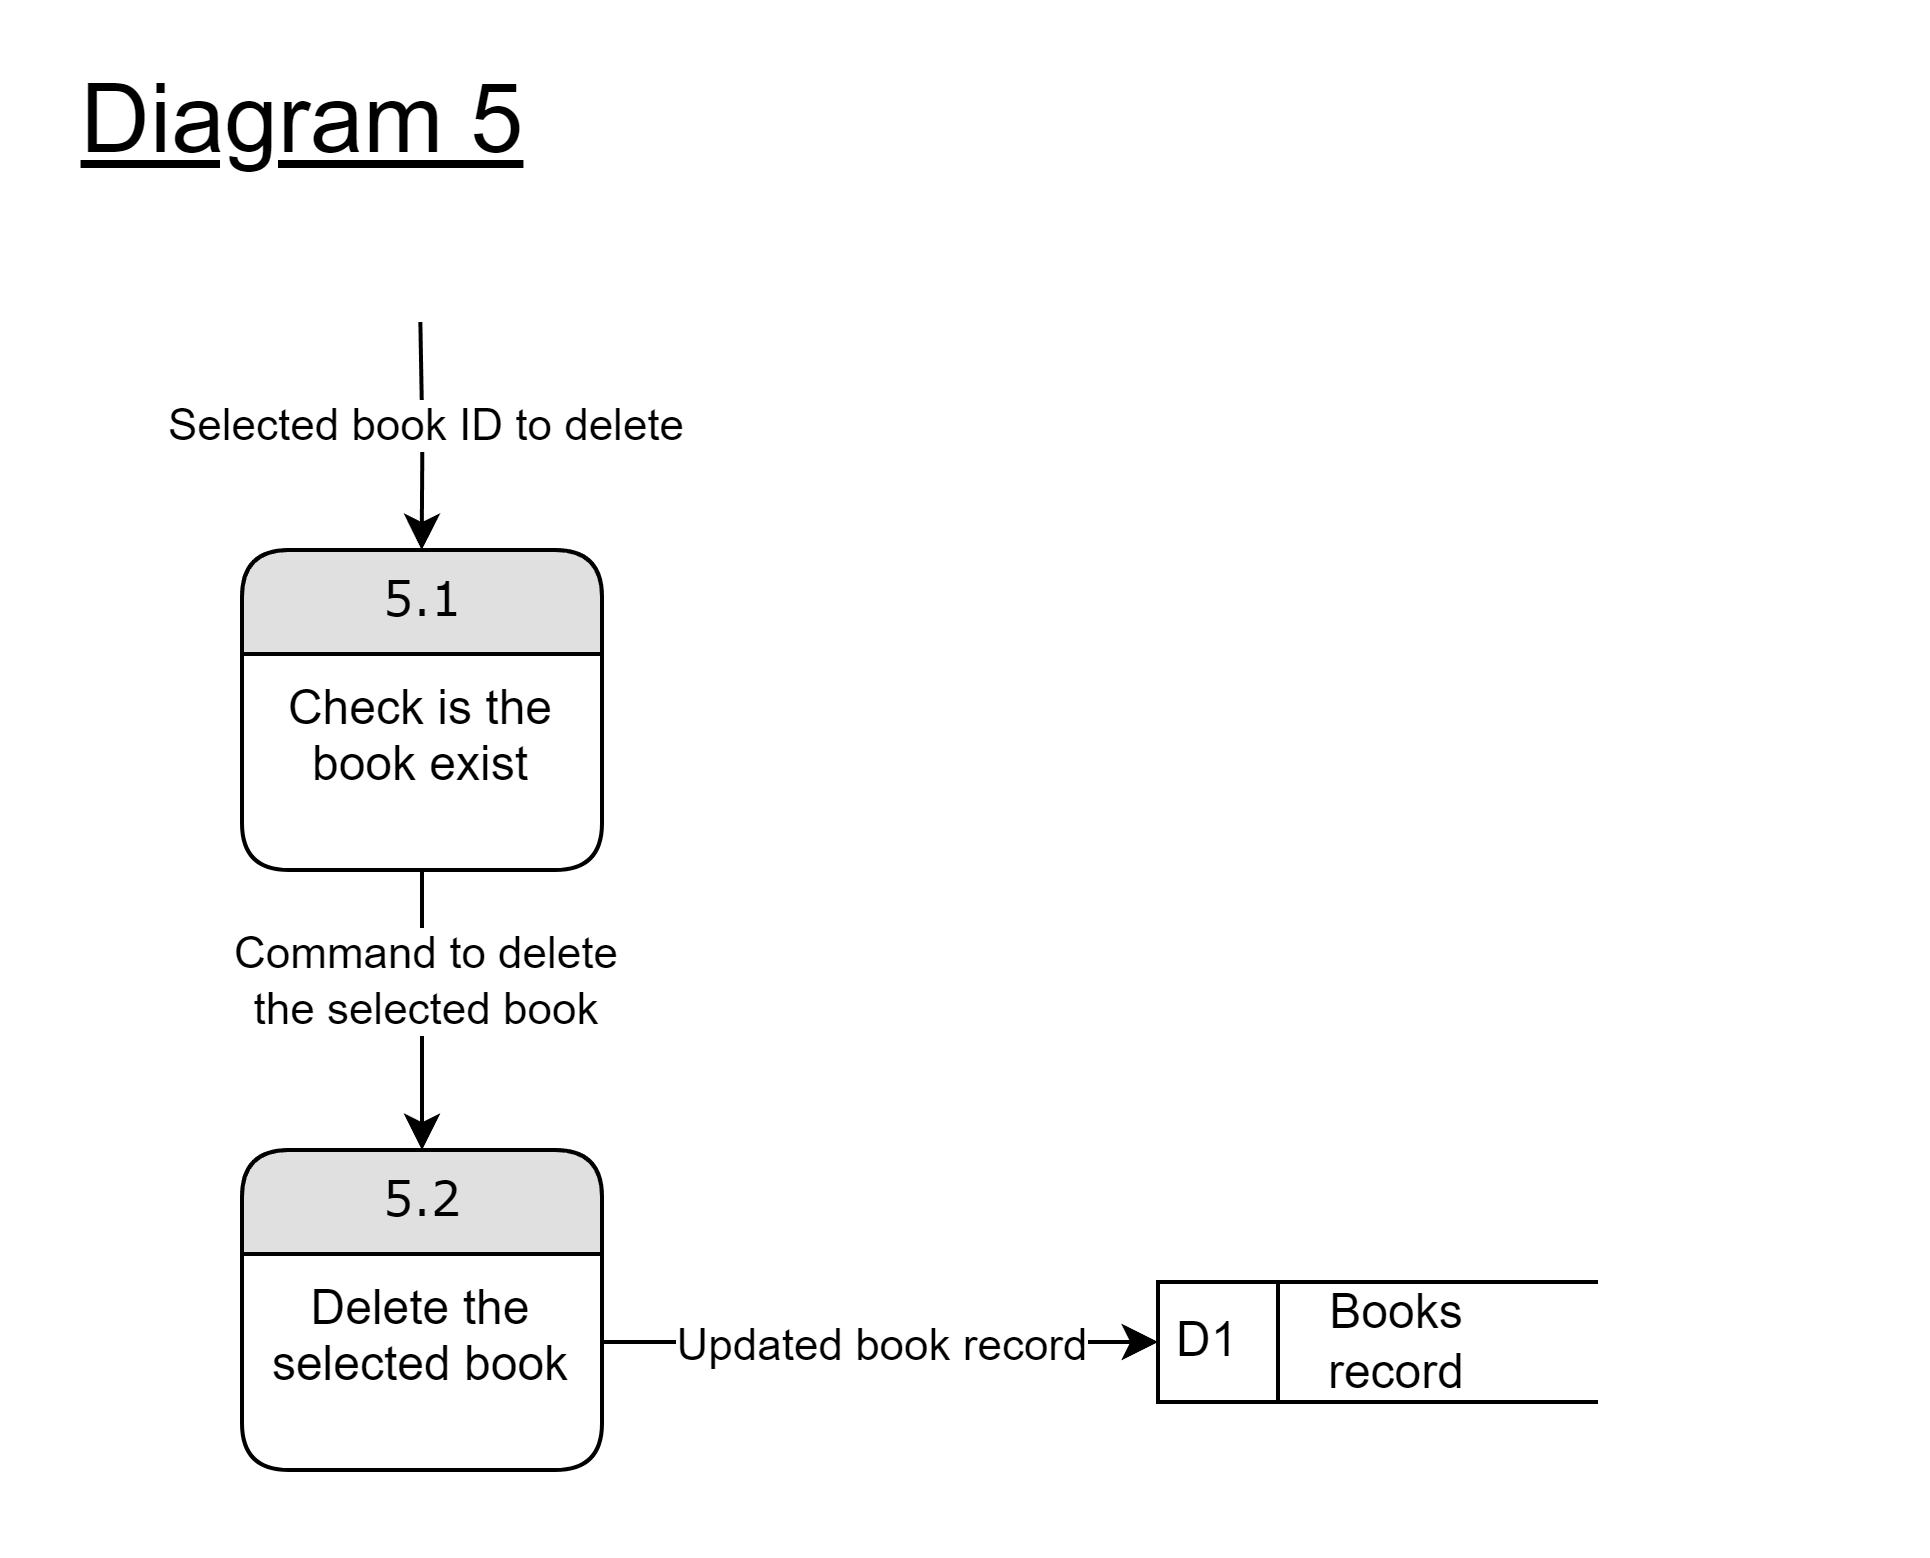 Diagram 5
Selected book ID to delete
5.1
Check is the
book exist
Command to delete
the selected book
5.2
Delete the
selected book
Updated book record
D1
Books
record